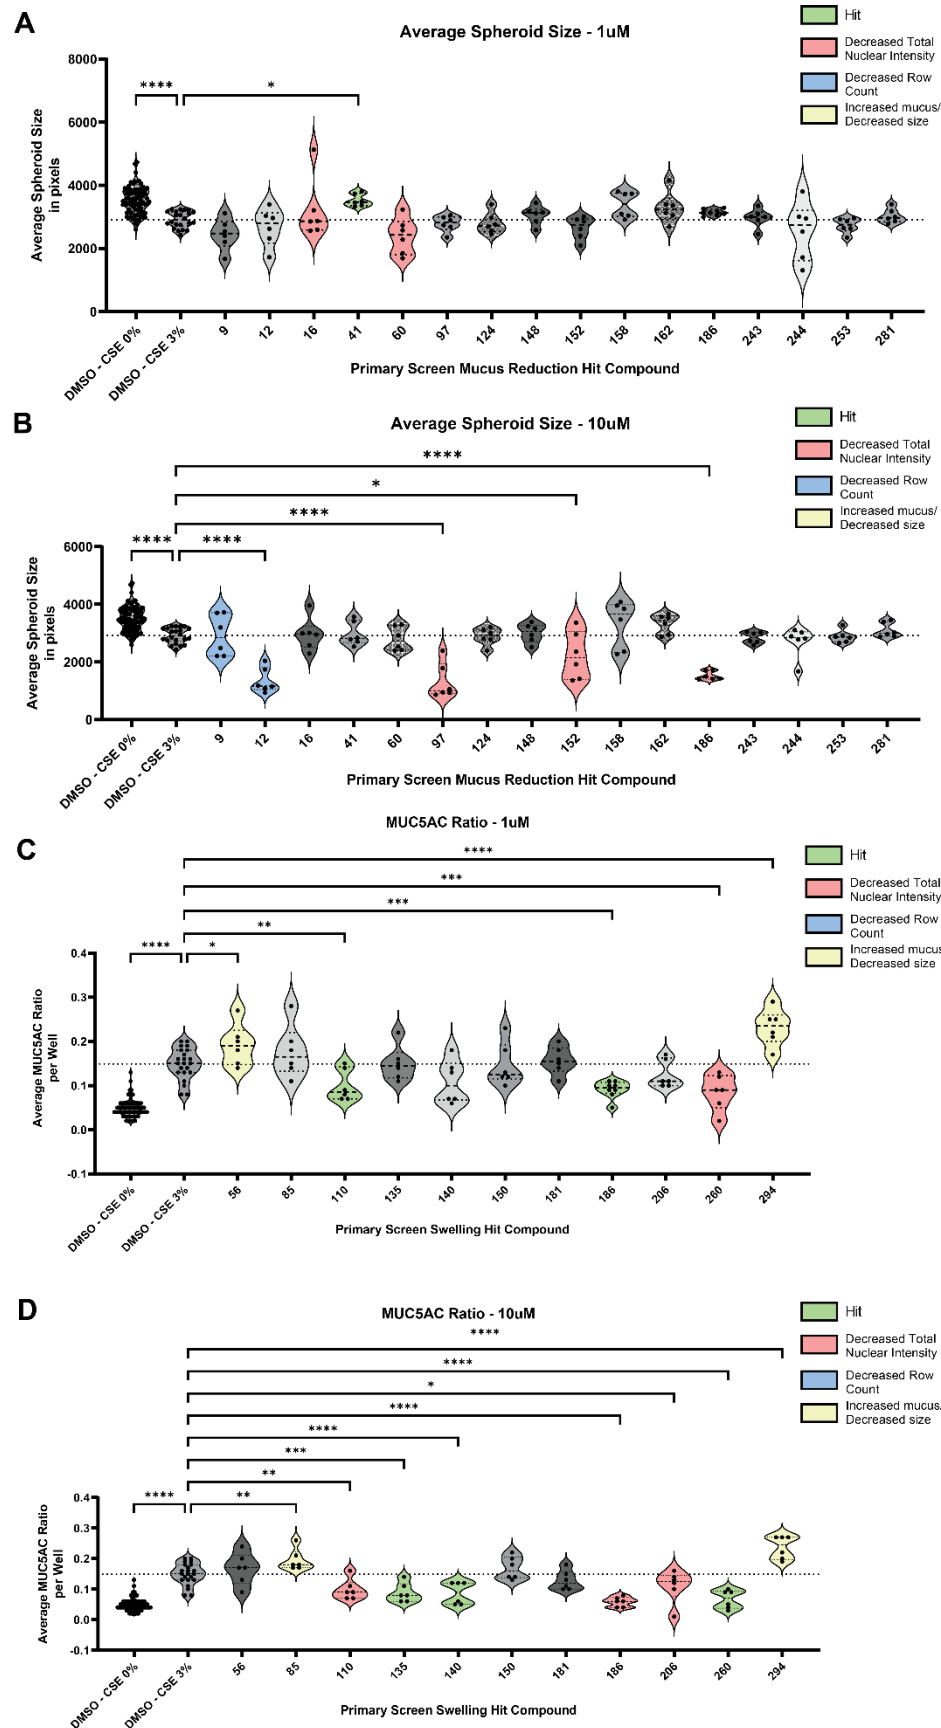 A
Average Spheroid Size - 1uM
Hit
Decreased Total
Nuclear Intensity
Decreased Row
Count
Increased mucus/
Decreased size
Average Spheroid Size
in pixels
8000
6000
4000
2000
0
****
*
DMSO - CSE 0%
DMSO - CSE 3%
9
12
16
41
60
97
124
148
152
158
162
186
243
244
253
281
Primary Screen Mucus Reduction Hit Compound
B
Average Spheroid Size - 10uM
Hit
Decreased Total
Nuclear Intensity
Decreased Row
Count
Increased mucus/
Decreased size
****
*
****
****
****
Average Spheroid Size
in pixels
6000
4000
2000
0
DMSO - CSE 0%
DMSO - CSE 3%
9
12
16
41
60
97
124
148
152
158
162
186
243
244
253
281
Primary Screen Mucus Reduction Hit Compound
MUC5AC Ratio - 1uM
C
Hit
Decreased Total
Nuclear Intensity
Decreased Row
Count
Increased mucus
Decreased size
****
***
***
**
****
*
Average MUC5AC Ratio
per Well
0.4
0.3
0.2
0.1
0.0
-0.1
DMSO - CSE 0%
DMSO - CSE 3%
56
85
110
135
140
150
181
186
206
260
294
Primary Screen Swelling Hit Compound
D
MUC5AC Ratio - 10uM
Hit
Decreased Total
Nuclear Intensity
Decreased Row
Count
Increased mucus/
Decreased size
****
****
*
****
****
***
**
****
**
Average MUC5AC Ratio
per Well
0.4
0.3
0.2
0.1
0.0
-0.1
DMSO - CSE 0%
DMSO - CSE 3%
56
85
110
135
140
150
181
186
206
260
294
Primary Screen Swelling Hit Compound